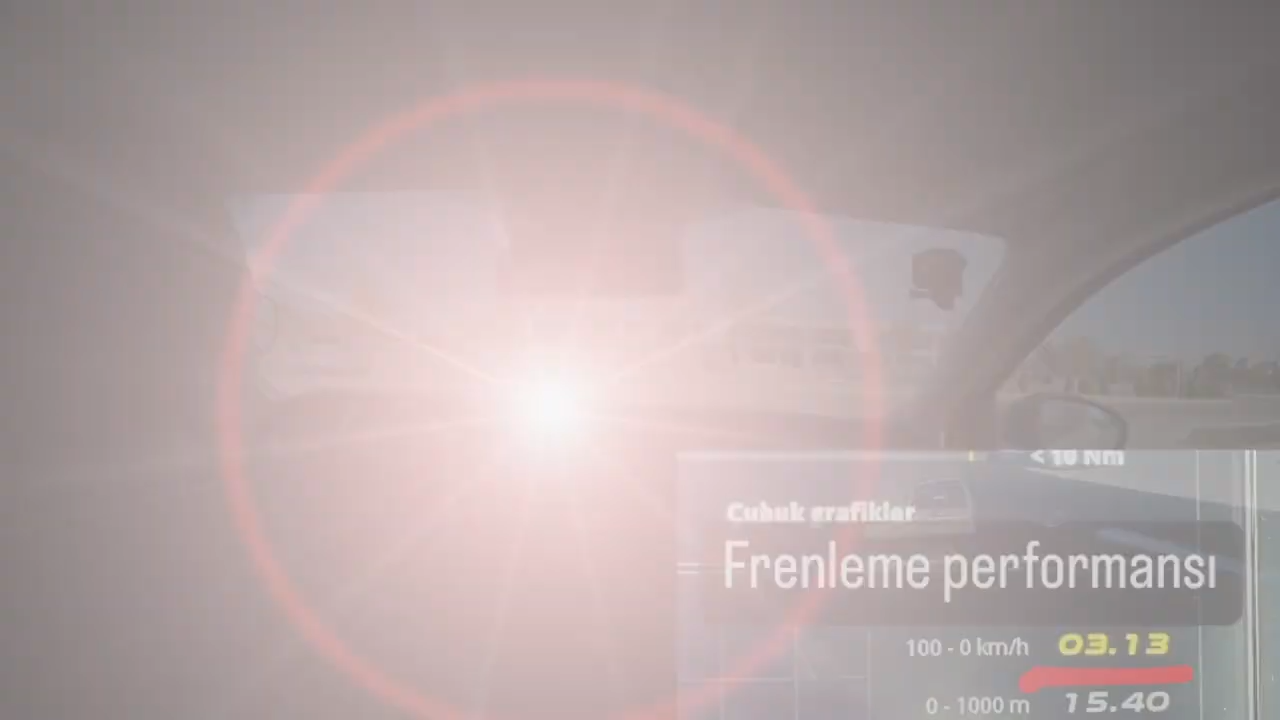 < 10 Nm
Cubuk grafikler
Frenleme performansı
100 - 0 km/h 03.13
0 - 1000 m 15.40